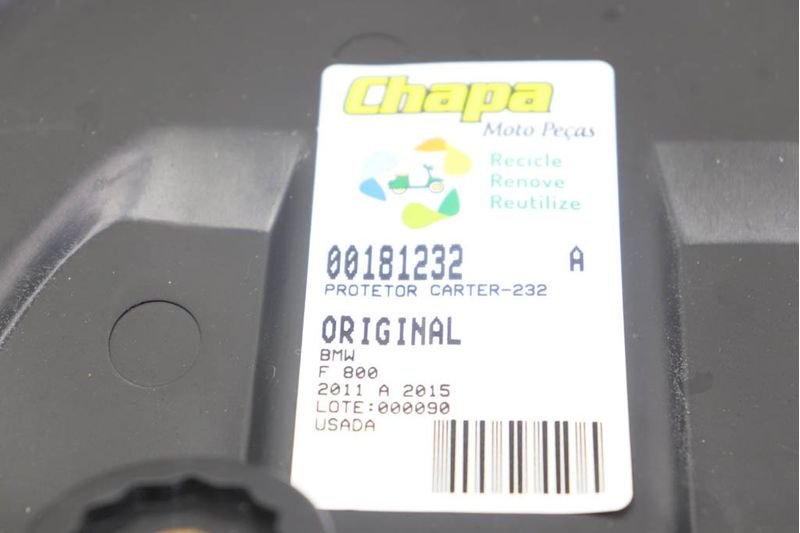 Chapa
Moto Peças
Recicle
Renove
Reutilize
00181232 A
PROTETOR CARTER-232
ORIGINAL
BMW
F 800
2011 A 2015
LOTE:000090
USADA